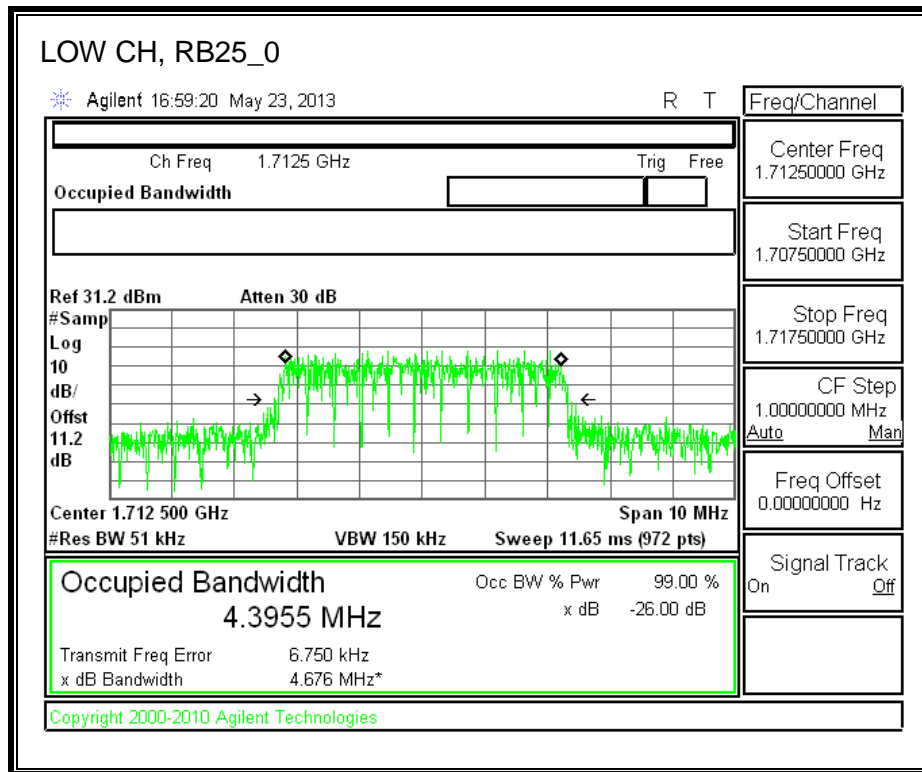 LOW CH, RB25_0
Agilent 16:59:20 May 23, 2013 R T
Freq/Channel
Ch Freq 1.7125 GHz Trig Free
Occupied Bandwidth
Center Freq
1.71250000 GHz
Start Freq
1.70750000 GHz
Stop Freq
1.71750000 GHz
CF Step
1.00000000 MHz
Auto Man
Freq Offset
0.00000000 Hz
Signal Track
On Off
Ref 31.2 dBm Atten 30 dB
#Samp
Log
10
dB/
Offst
11.2
dB
Center 1.712 500 GHz Span 10 MHz
#Res BW 51 kHz VBW 150 kHz Sweep 11.65 ms (972 pts)
Occupied Bandwidth
4.3955 MHz
Occ BW % Pwr 99.00 %
x dB -26.00 dB
Transmit Freq Error 6.750 kHz
x dB Bandwidth 4.676 MHz*
Copyright 2000-2010 Agilent Technologies